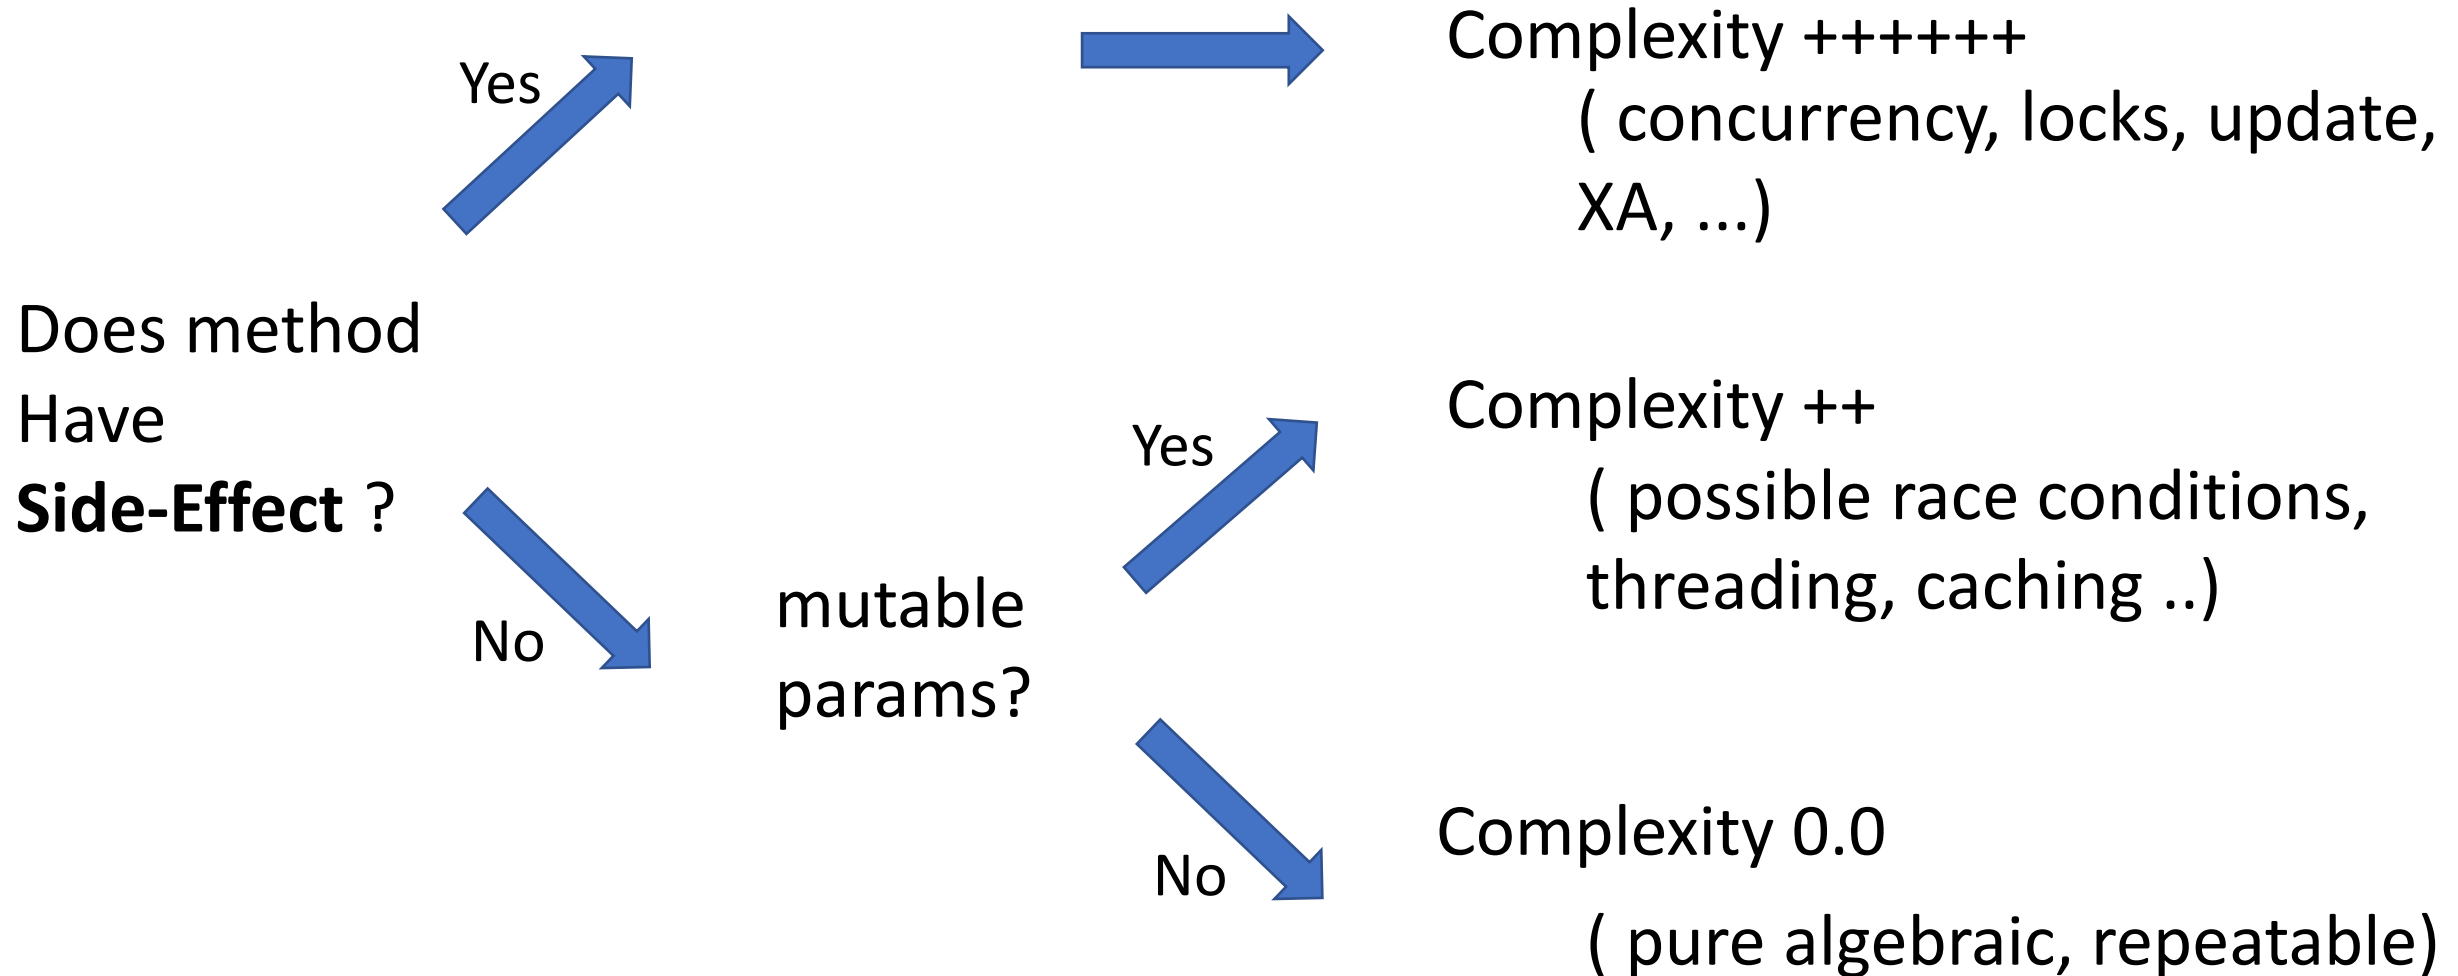 Yes
Complexity ++++++
( concurrency, locks, update,
XA, ...)
Does method
Have
Side-Effect ?
No
mutable
params?
Yes
Complexity ++
( possible race conditions,
threading, caching ..)
No
Complexity 0.0
( pure algebraic, repeatable)